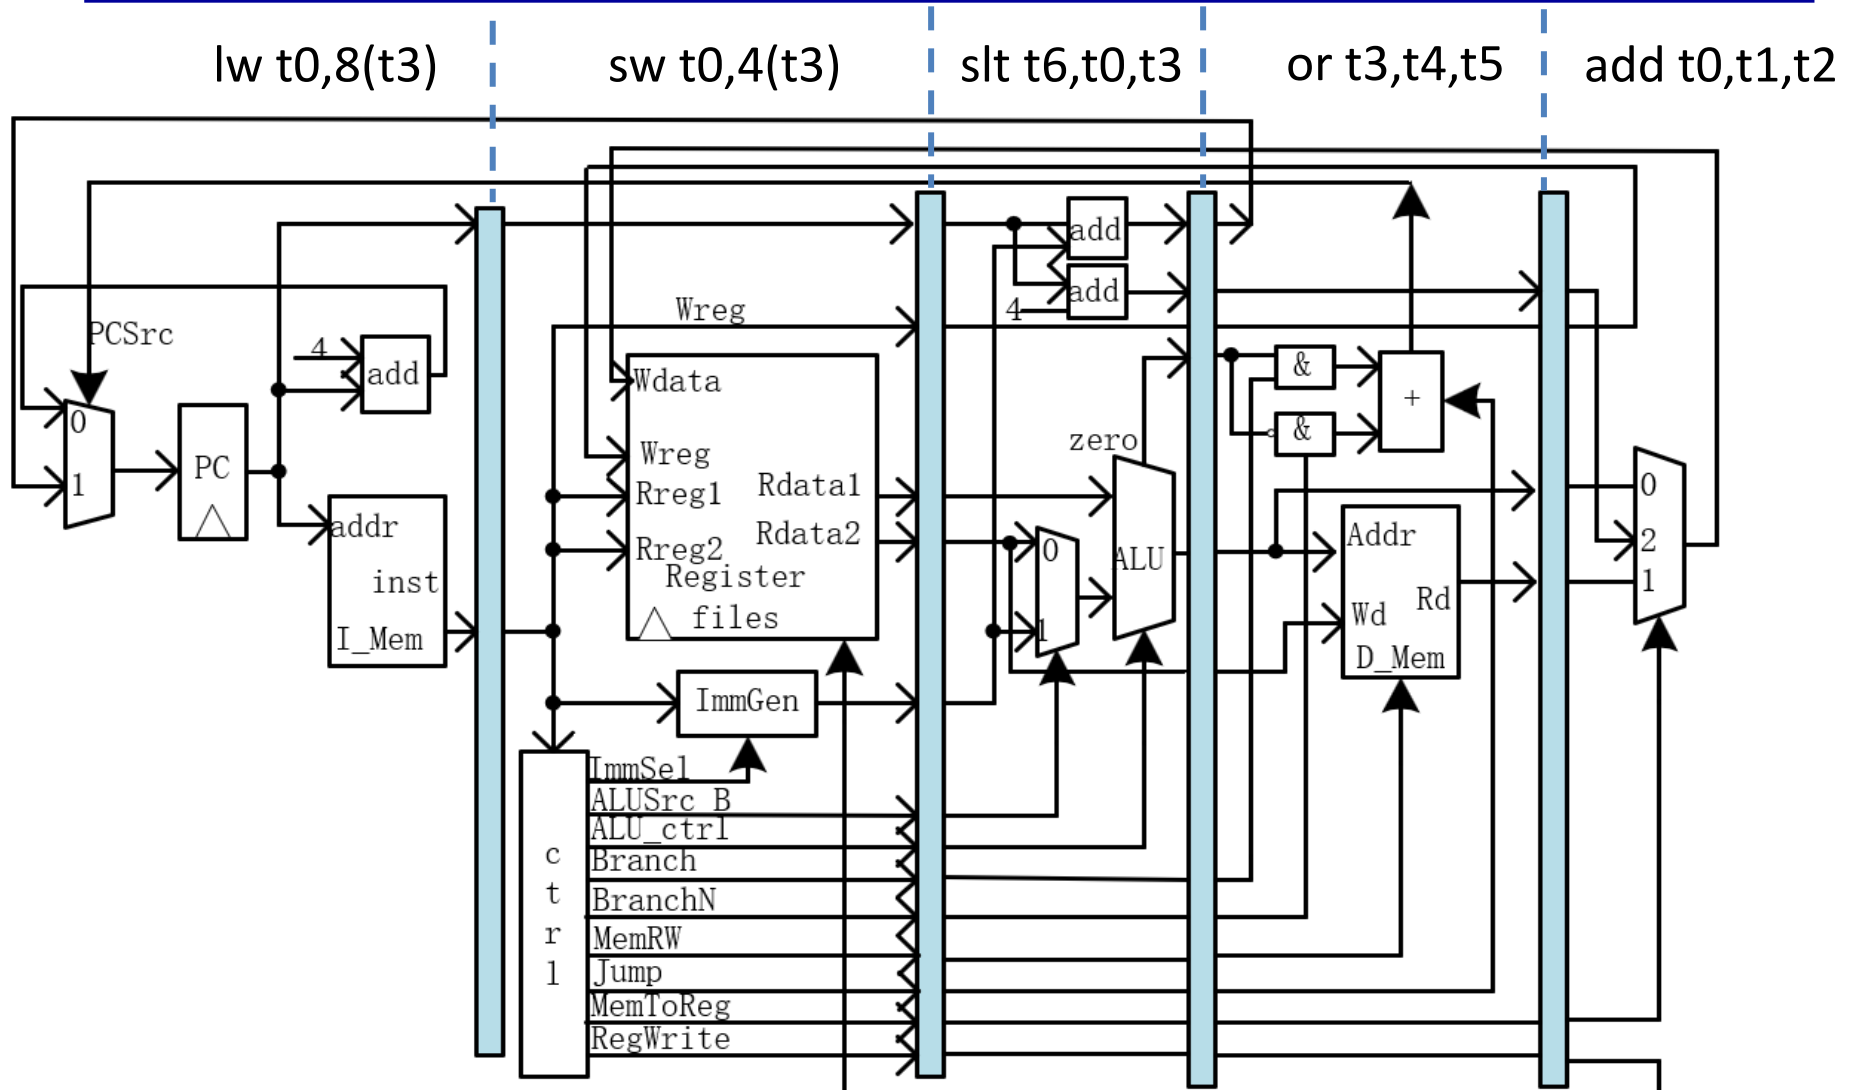 lw t0,8(t3)
sw t0,4(t3)
slt t6,t0,t3
or t3,t4,t5
add t0,t1,t2
add
add
4
Wreg
PCSrc
4
add
0
1
PC
addr
inst
I_Mem
Wdata
Wreg
Rreg1
Rreg2
Rdata1
Rdata2
Register
files
zero
0
1
ALU
&
&
+
Addr
Wd
Rd
D_Mem
0
2
1
ImmGen
ctrl
ImmSel
ALUSrc_B
ALU_ctrl
Branch
BranchN
MemRW
Jump
MemToReg
RegWrite